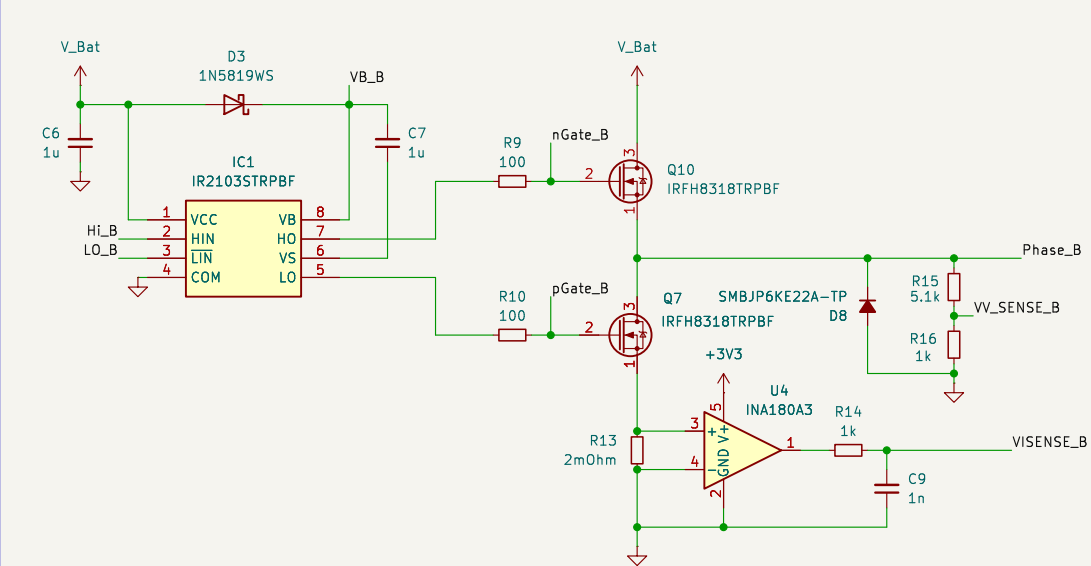 V_Bat
D3
1N5819WS
VB_B
C6
1u
C7
1u
IC1
IR2103STRPBF
1
VCC
VB
8
Hi_B
2
HIN
HO
7
LO_B
3
LIN
VS
6
4
COM
LO
5
R9
100
nGate_B
R10
100
pGate_B
V_Bat
3
2
1
Q10
IRFH8318TRPBF
Phase_B
3
2
1
Q7
IRFH8318TRPBF
SMBJP6KE22A-TP
D8
R15
5.1k
VV_SENSE_B
R16
1k
+3V3
U4
INA180A3
5
3
+
V+
1
4
-
GND
2
R13
2mOhm
R14
1k
VISENSE_B
C9
1n